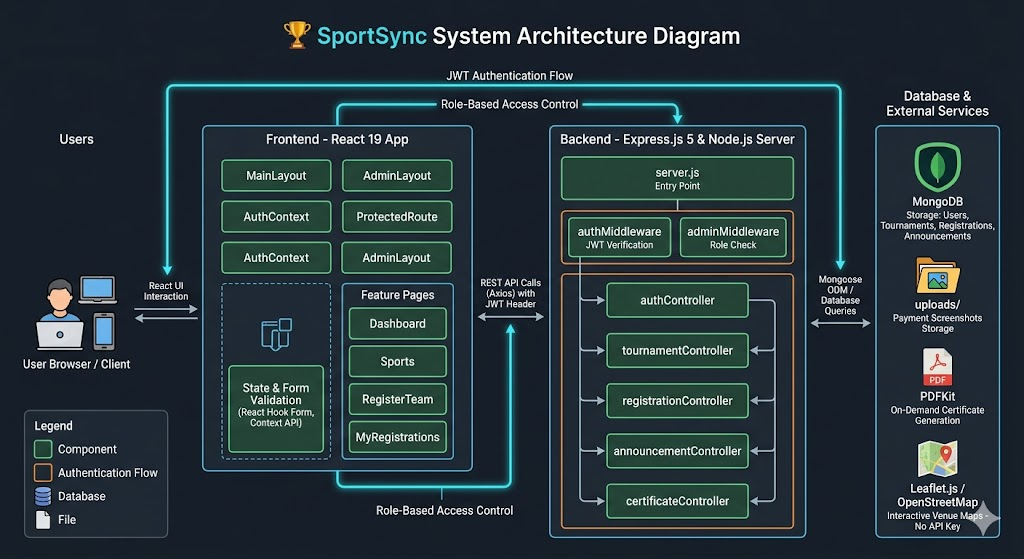 SportSync System Architecture Diagram
JWT Authentication Flow
Role-Based Access Control
Users
React UI
Interaction
User Browser / Client
Legend
Component
Authentication Flow
Database
File
Frontend - React 19 App
MainLayout
AdminLayout
AuthContext
ProtectedRoute
AuthContext
AdminLayout
State & Form
Validation
(React Hook Form,
Context API)
Feature Pages
Dashboard
Sports
RegisterTeam
MyRegistrations
Role-Based Access Control
REST API Calls
(Axios) with
JWT Header
Backend - Express.js 5 & Node.js Server
server.js
Entry Point
authMiddleware
JWT Verification
adminMiddleware
Role Check
authController
tournamentController
registrationController
announcementController
certificateController
Mongcose
ODM /
Database
Queries
Database &
External Services
MongoDB
Storage: Users,
Tournaments, Registrations,
Announcements
uploads/
Payment Screenshots
Storage
PDF
PDFKit
On-Demand Certificate
Generation
Leaflet.js /
OpenStreetMap
Interactive Venue Maps -
No API Key